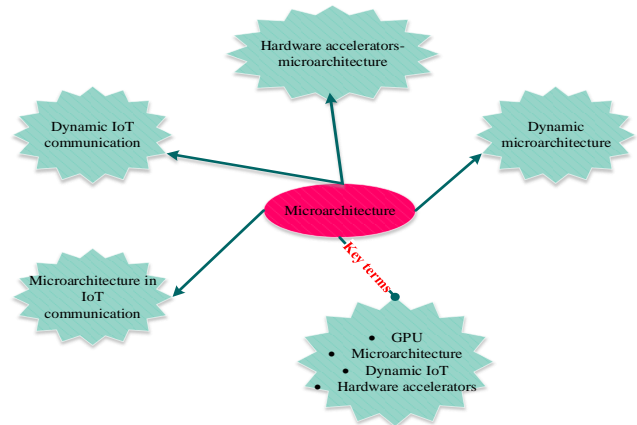 Hardware accelerators-
microarchitecture
Dynamic IoT
communication
Dynamic
microarchitecture
Microarchitecture
Key terms
Microarchitecture in
IoT
communication
• GPU
• Microarchitecture
• Dynamic IoT
• Hardware accelerators